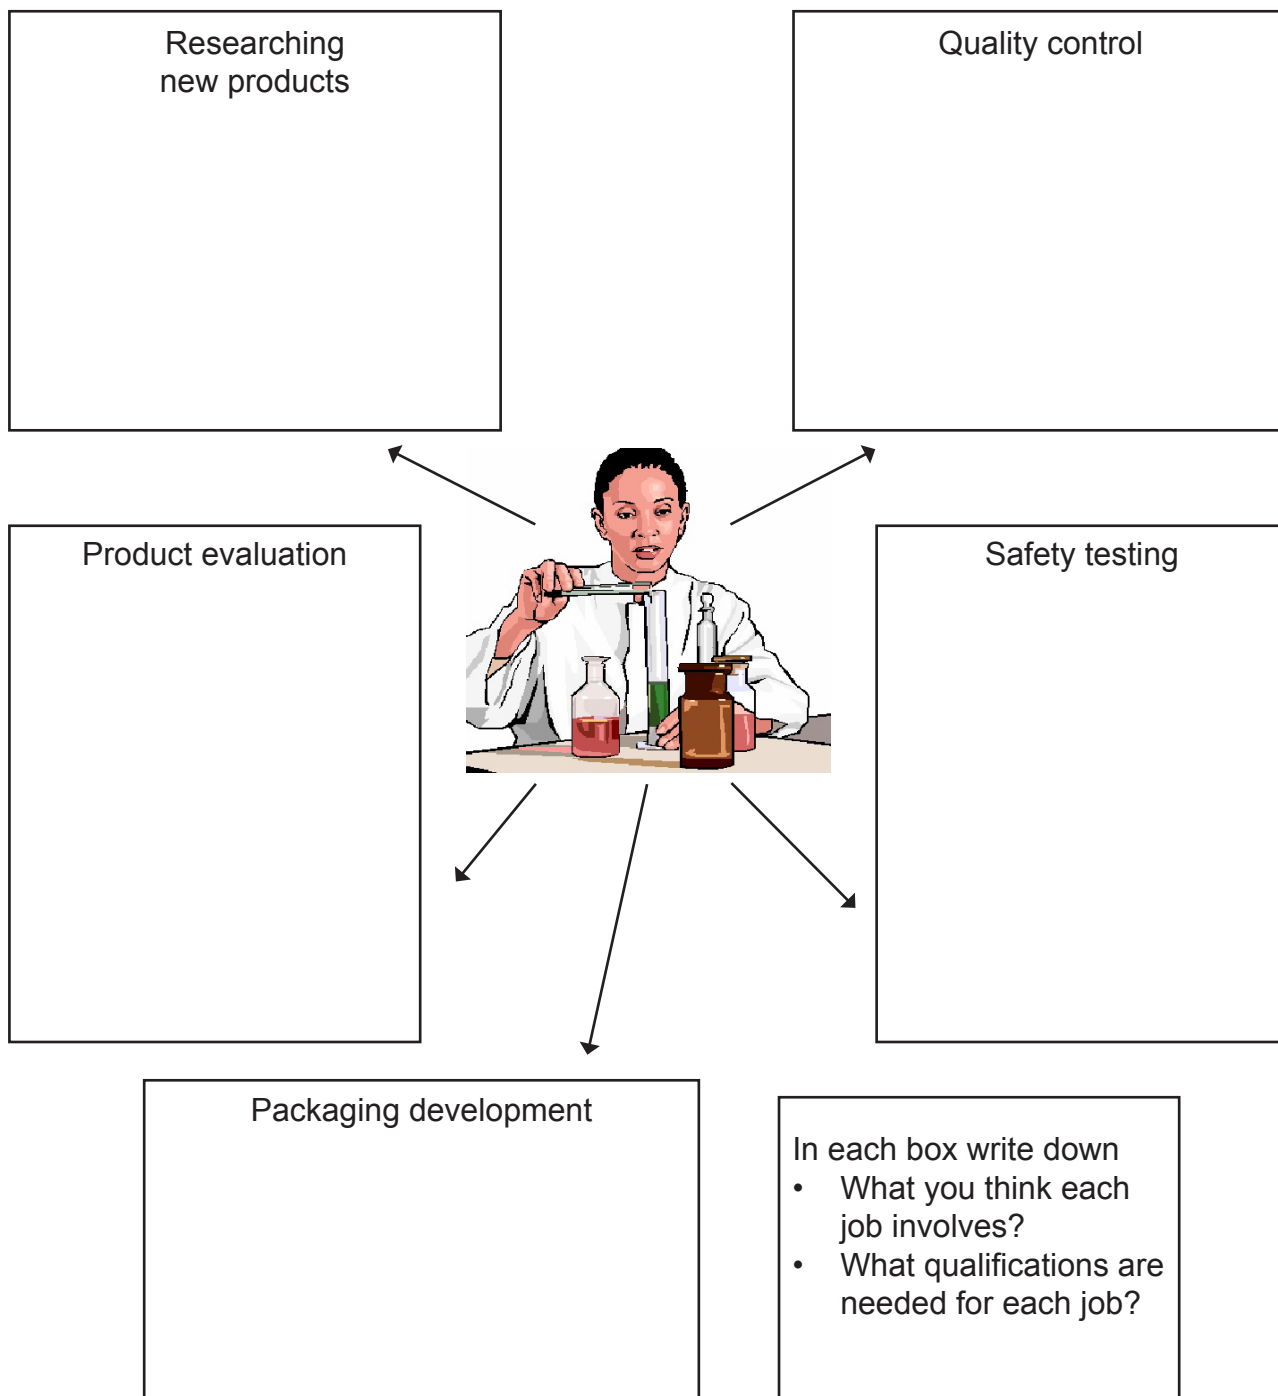 Researching
new products
Quality control
Product evaluation
Safety testing
Packaging development
In each box write down
• What you think each
job involves?
• What qualifications are
needed for each job?